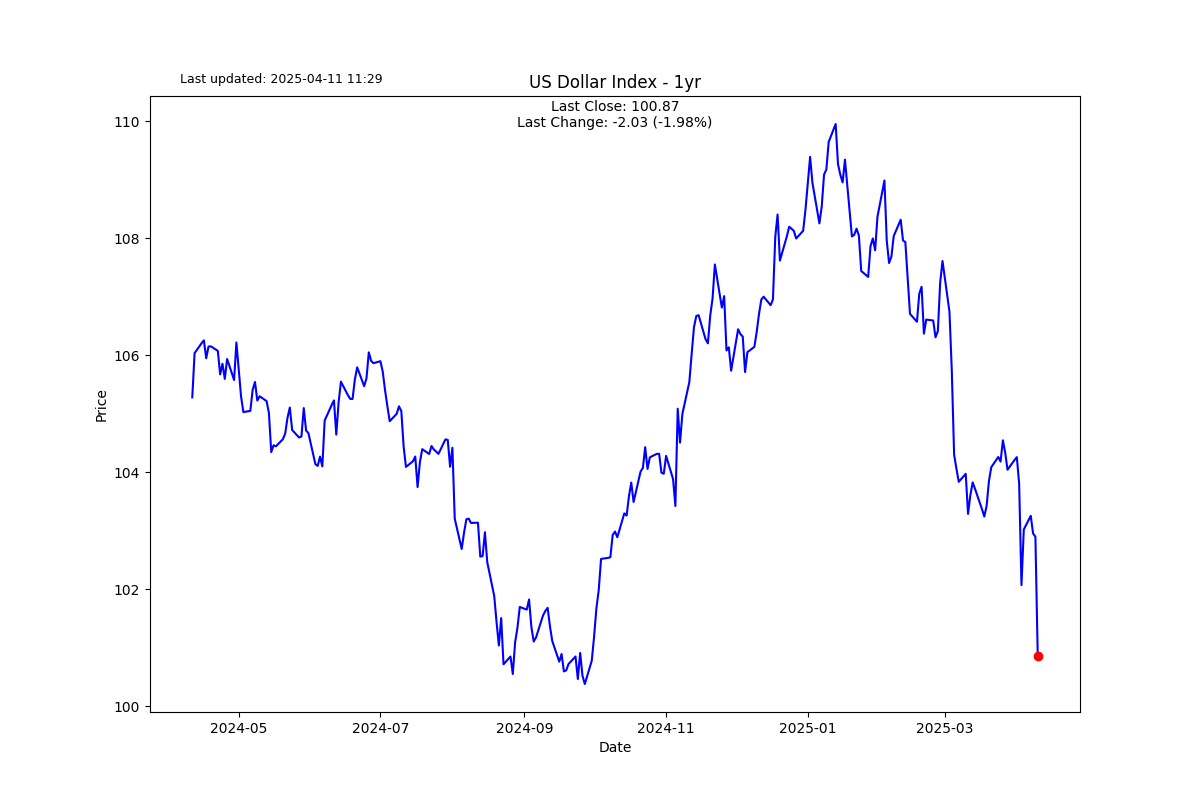 Last updated: 2025-04-11 11:29
US Dollar Index - 1yr
Last Close: 100.87
Last Change: -2.03 (-1.98%)
110
108
106
104
102
100
Price
2024-05
2024-07
2024-09
2024-11
2025-01
2025-03
Date